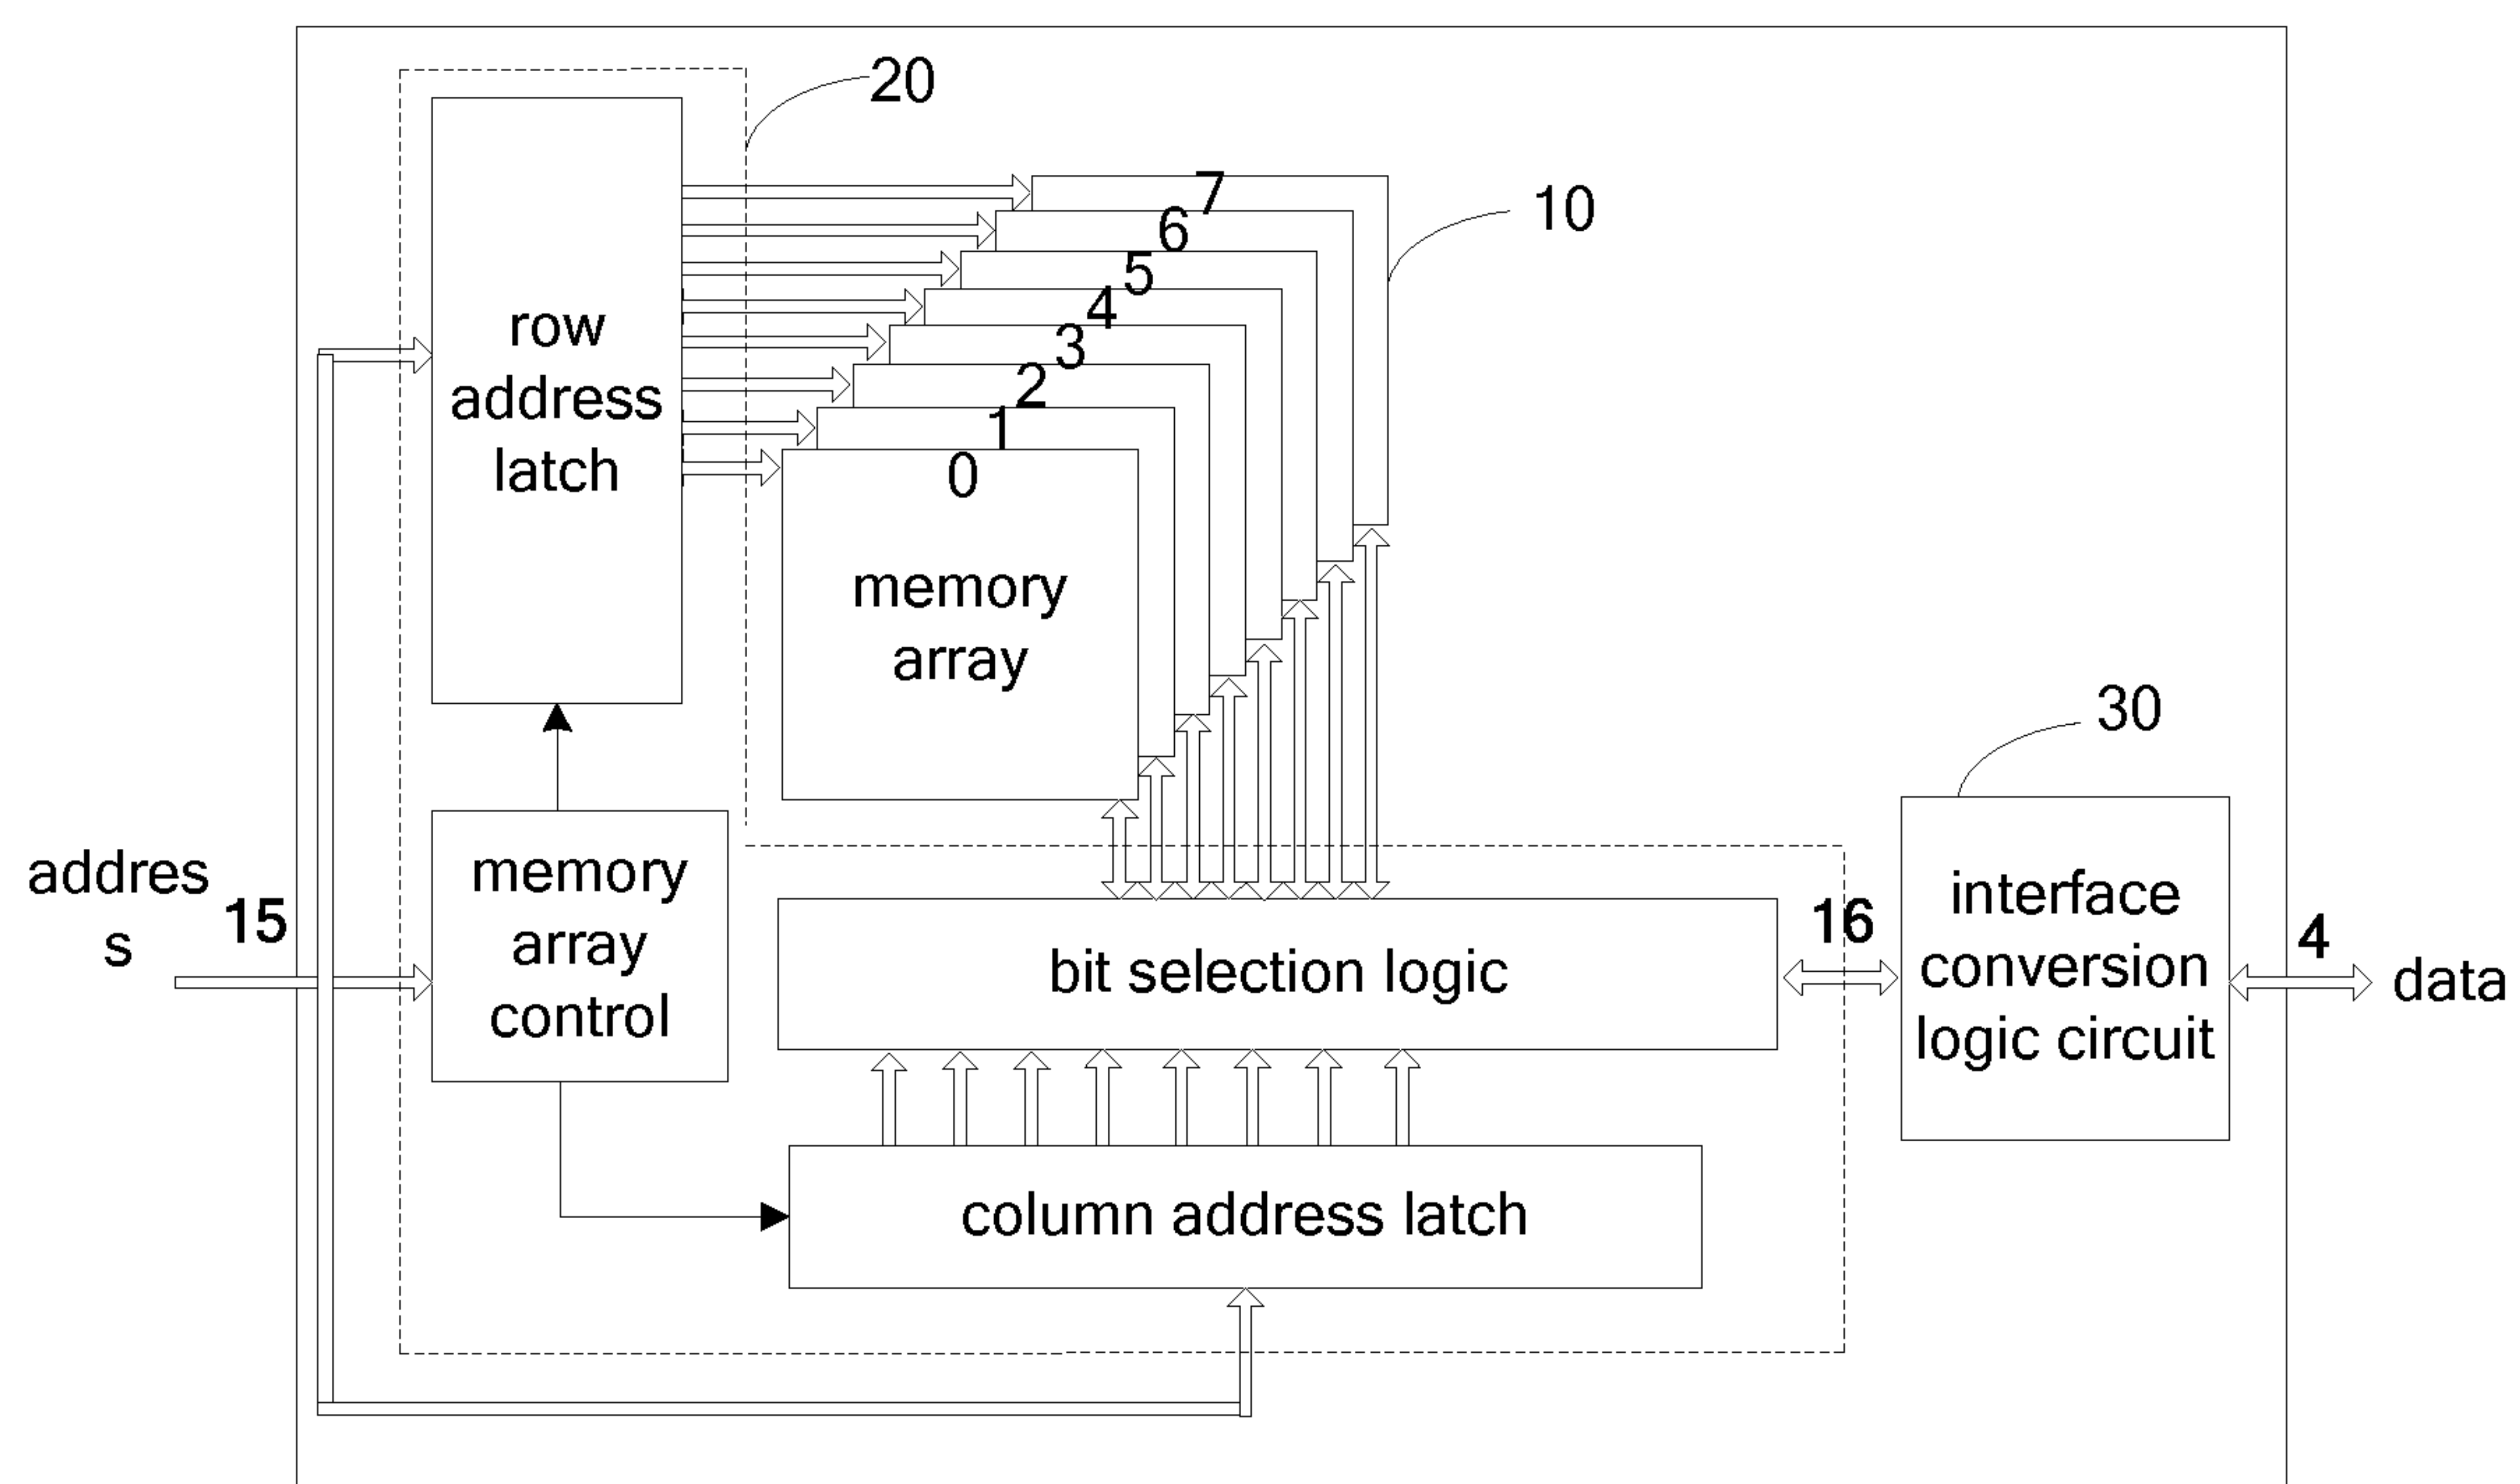 20
7
10
6
5
4
3
2
1
0
row
address
latch
memory
array
30
addres
s
15
memory
array
control
bit selection logic
16
interface
conversion
logic circuit
4
data
column address latch